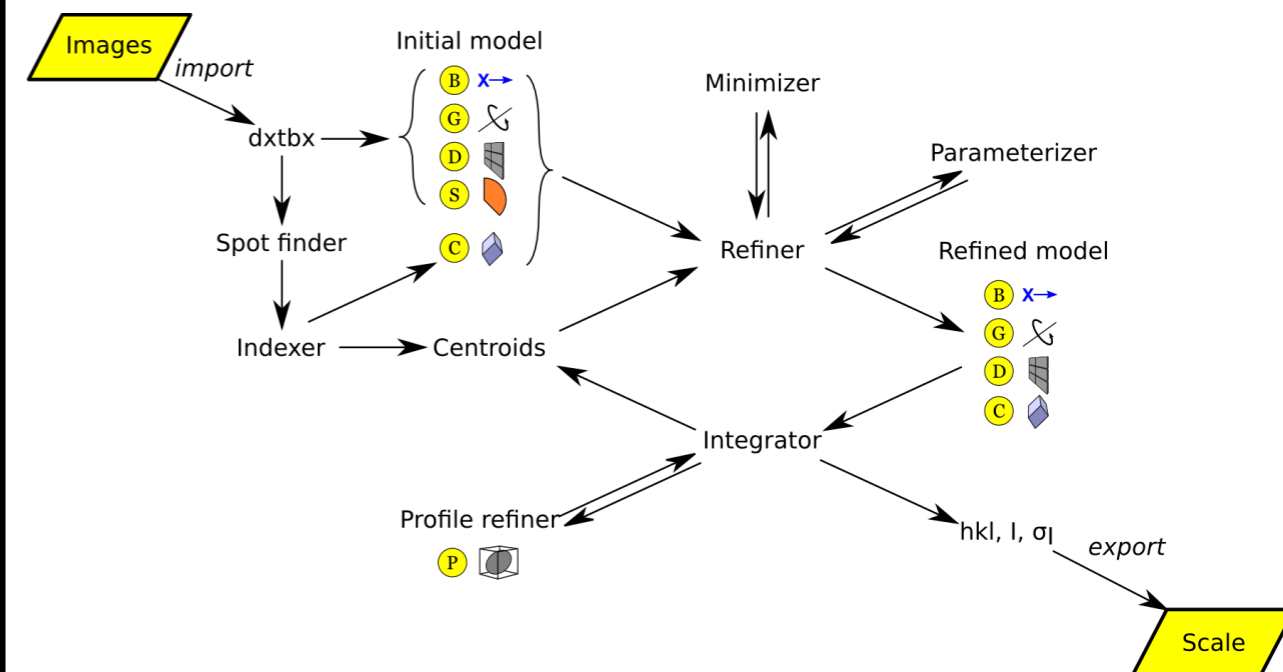 Images
import
dxtbx
Spot finder
Indexer
Initial model
B X
G
D
S
C
Centroids
Minimizer
Parameterizer
Refiner
Refined model
B X
G
D
C
Integrator
Profile refiner
P
hkl, I, σI
export
Scale